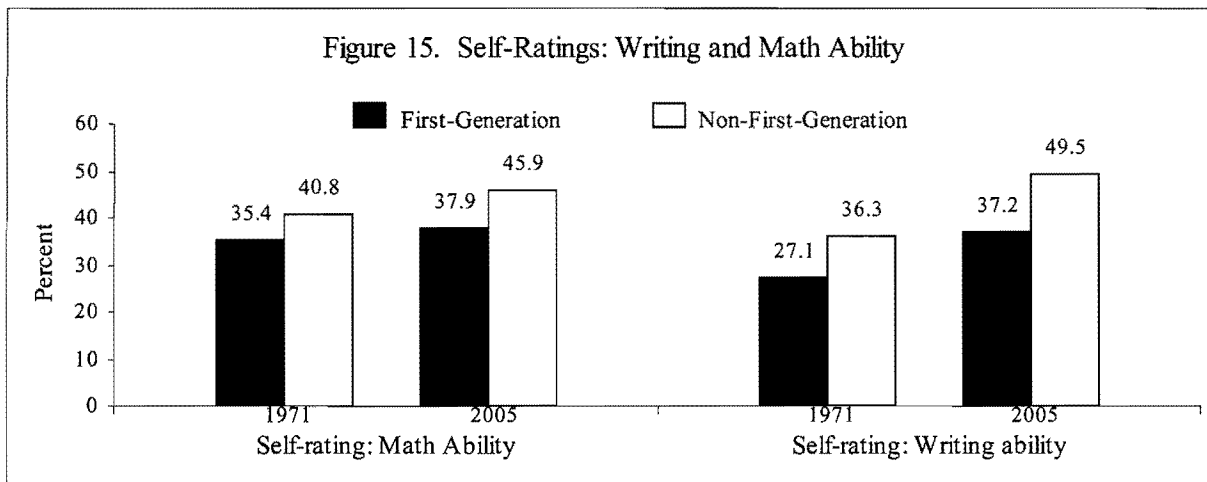 Figure 15. Self-Ratings: Writing and Math Ability
First-Generation Non-First-Generation
60
50
40
30
20
10
0
Percent
35.4 40.8 37.9 45.9 27.1 36.3 37.2 49.5
1971 2005 1971 2005
Self-rating: Math Ability Self-rating: Writing ability